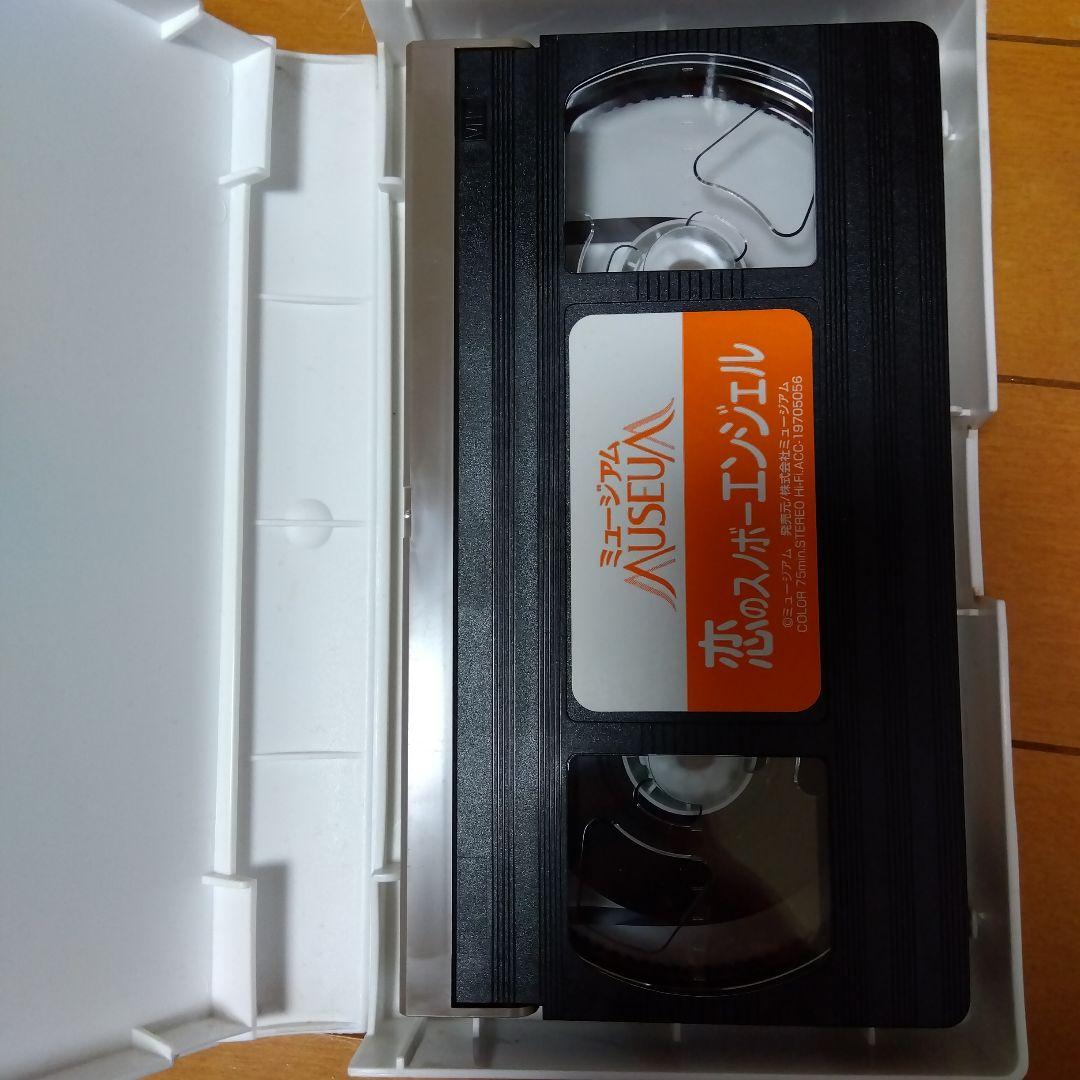 ミュージアム
MUSEUM
恋のスノボーエンジェル
©ミュージアム 発売元/株式会社ミュージアム
COLOR 75min.STEREO Hi-Fi.ACC-19705056